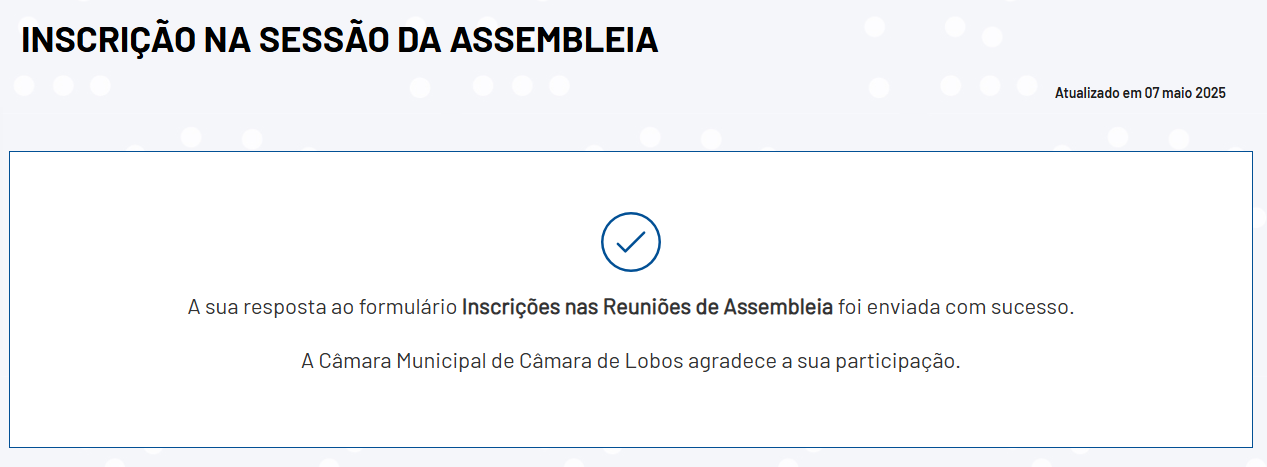 INSCRIÇÃO NA SESSÃO DA ASSEMBLEIA
Atualizado em 07 maio 2025
A sua resposta ao formulário Inscrições nas Reuniões de Assembleia foi enviada com sucesso.
A Câmara Municipal de Câmara de Lobos agradece a sua participação.